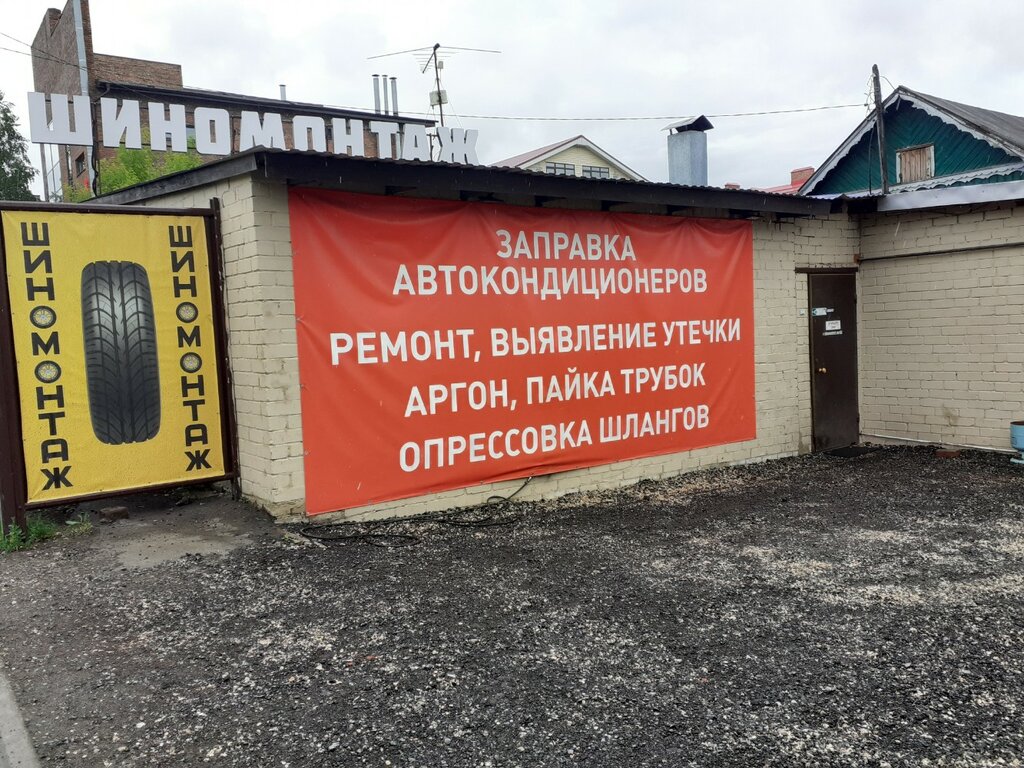 ШИНОМОНТАЖ
ШИНОМОНТАЖ
ШИНОМОНТАЖ
ЗАПРАВКА
АВТОКОНДИЦИОНЕРОВ
РЕМОНТ, ВЫЯВЛЕНИЕ УТЕЧКИ
АРГОН, ПАЙКА ТРУБОК
ОПРЕССОВКА ШЛАНГОВ